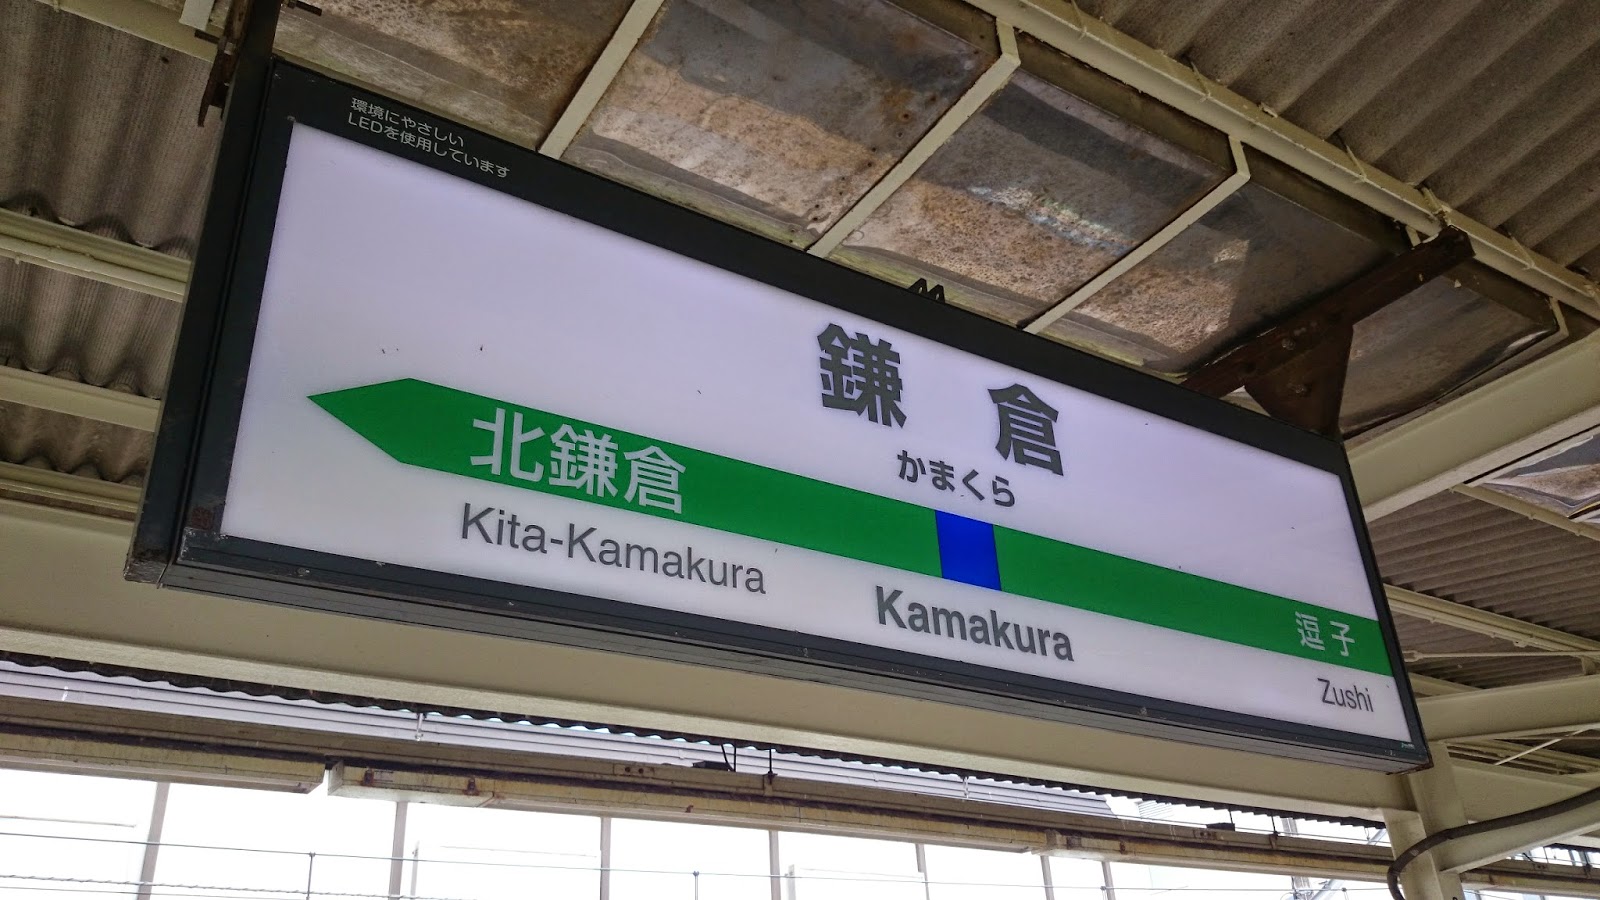 環境にやさしい
LEDを使用しています
鎌倉
かまくら
北鎌倉
逗子
Kita-Kamakura
Kamakura
Zushi